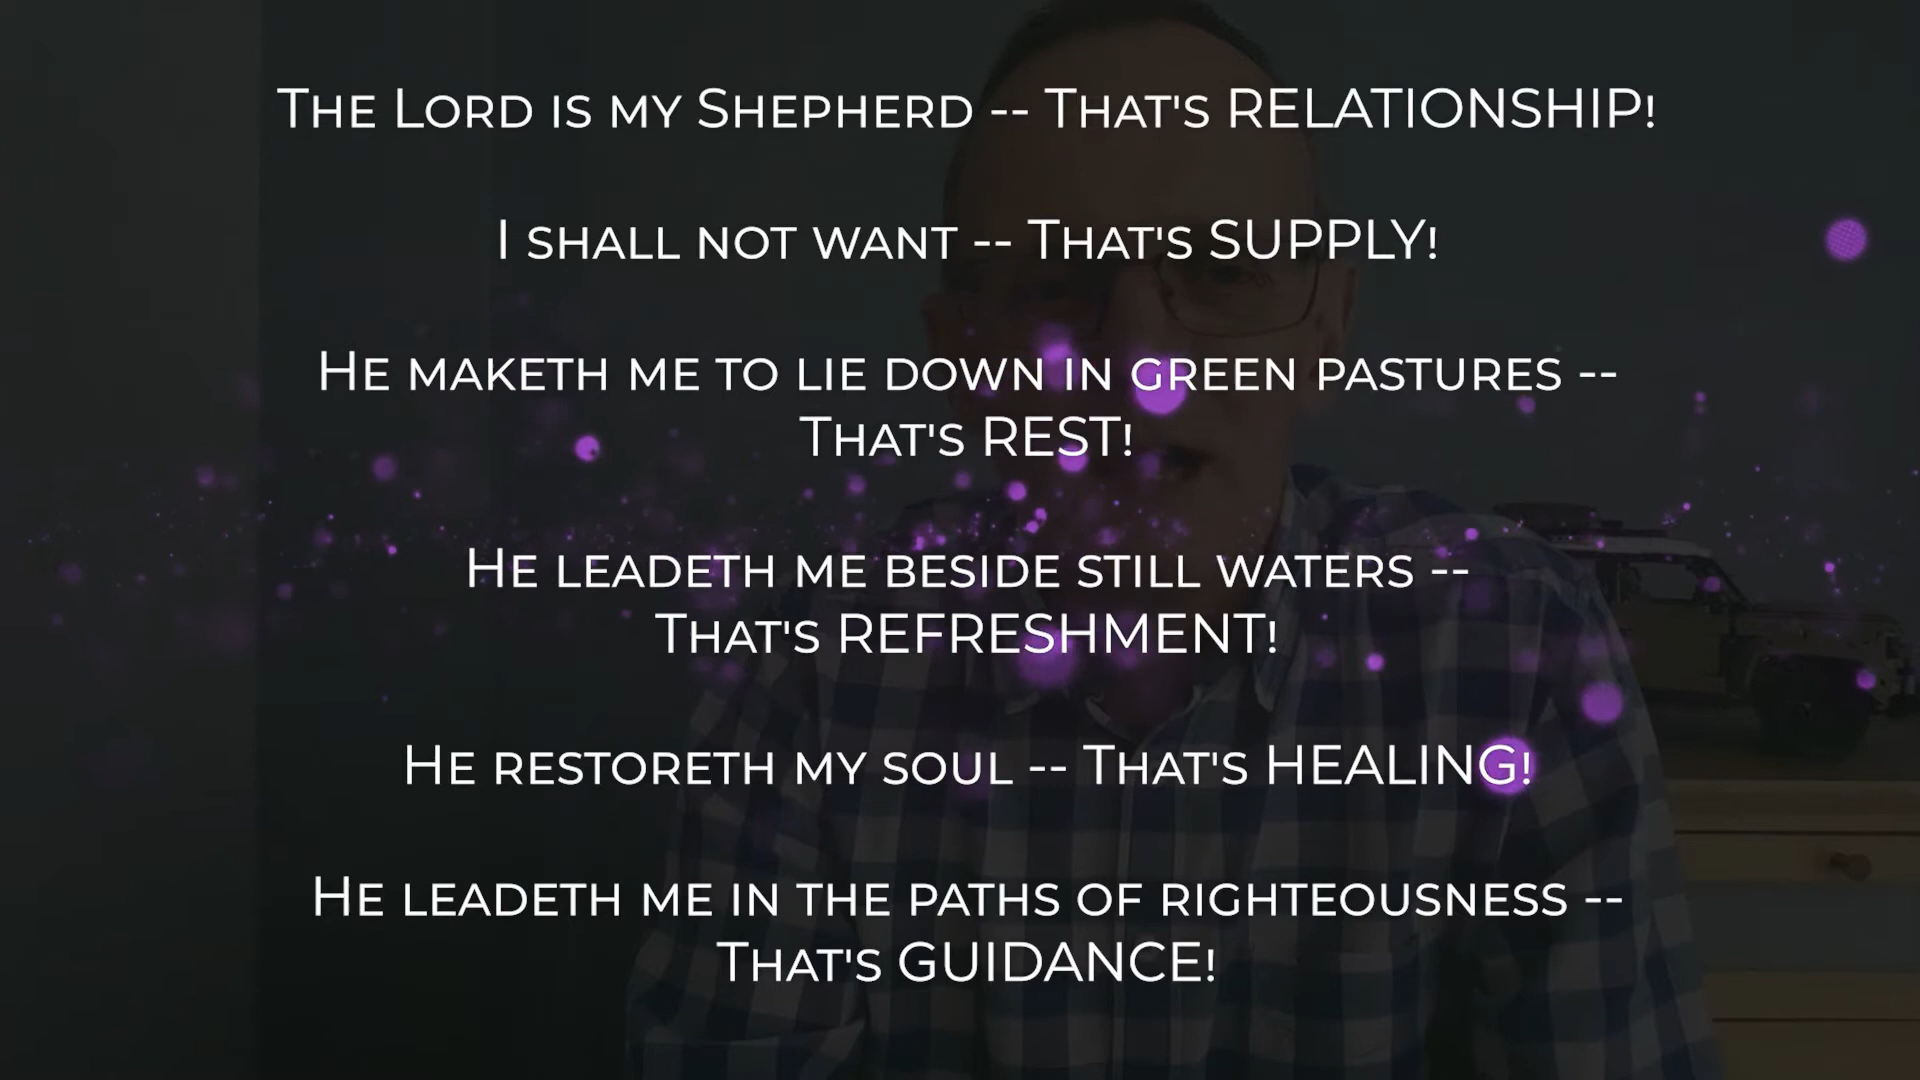 The Lord is my Shepherd -- That's RELATIONSHIP!
I shall not want -- That's SUPPLY!
He maketh me to lie down in green pastures --
That's REST!
He leadeth me beside still waters --
That's REFRESHMENT!
He restoreth my soul -- That's HEALING!
He leadeth me in the paths of righteousness --
That's GUIDANCE!